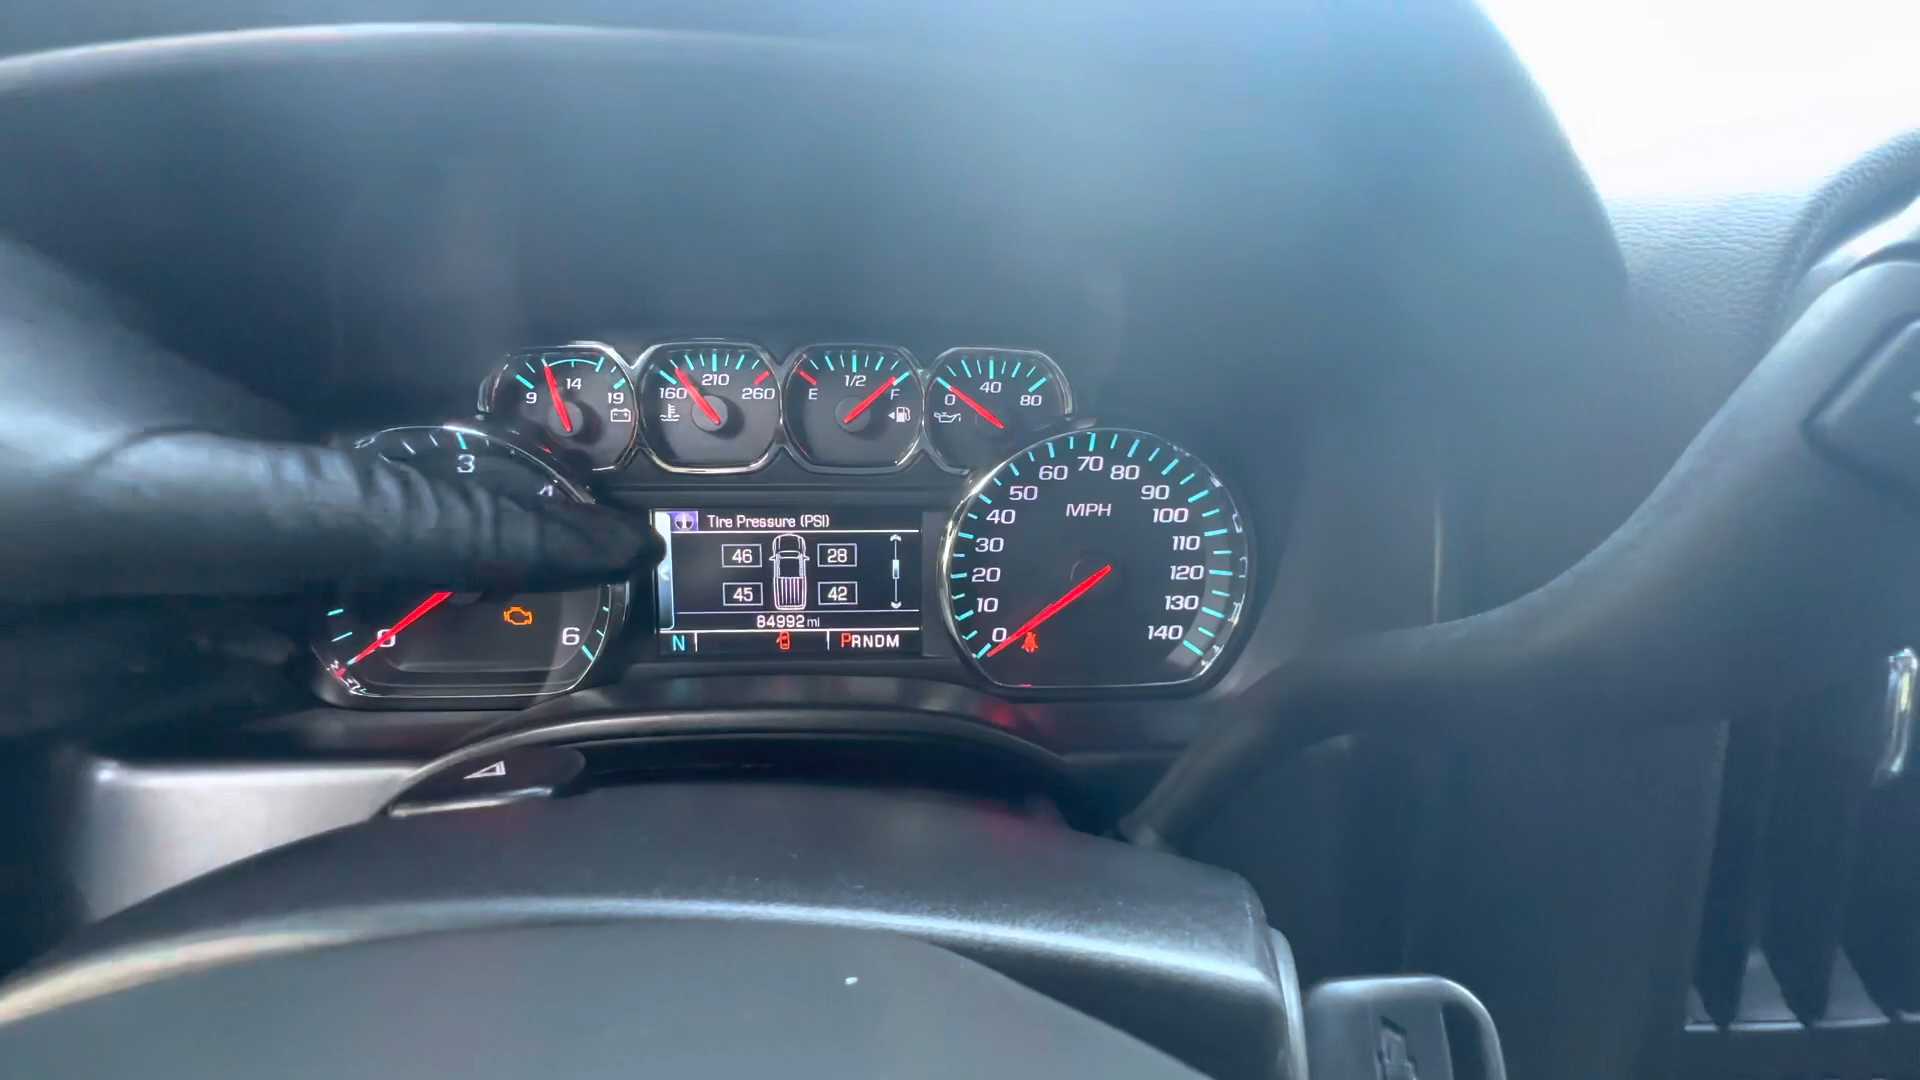 9 14 19
160 210 260
E 1/2 F
0 40 80
3
0 6
Tire Pressure (PSI)
46 28
45 42
84992 mi
N PRNDM
MPH
0 10 20 30 40 50 60 70 80 90 100 110 120 130 140